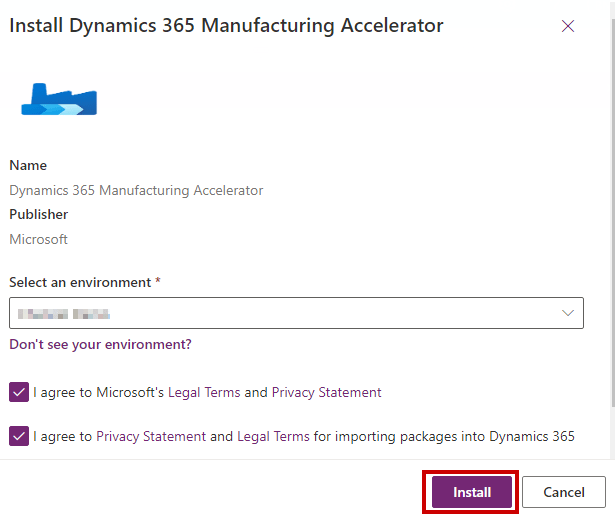 Install Dynamics 365 Manufacturing Accelerator
Name
Dynamics 365 Manufacturing Accelerator
Publisher
Microsoft
Select an environment *
Don't see your environment?
I agree to Microsoft's Legal Terms and Privacy Statement
I agree to Privacy Statement and Legal Terms for importing packages into Dynamics 365
Install Cancel